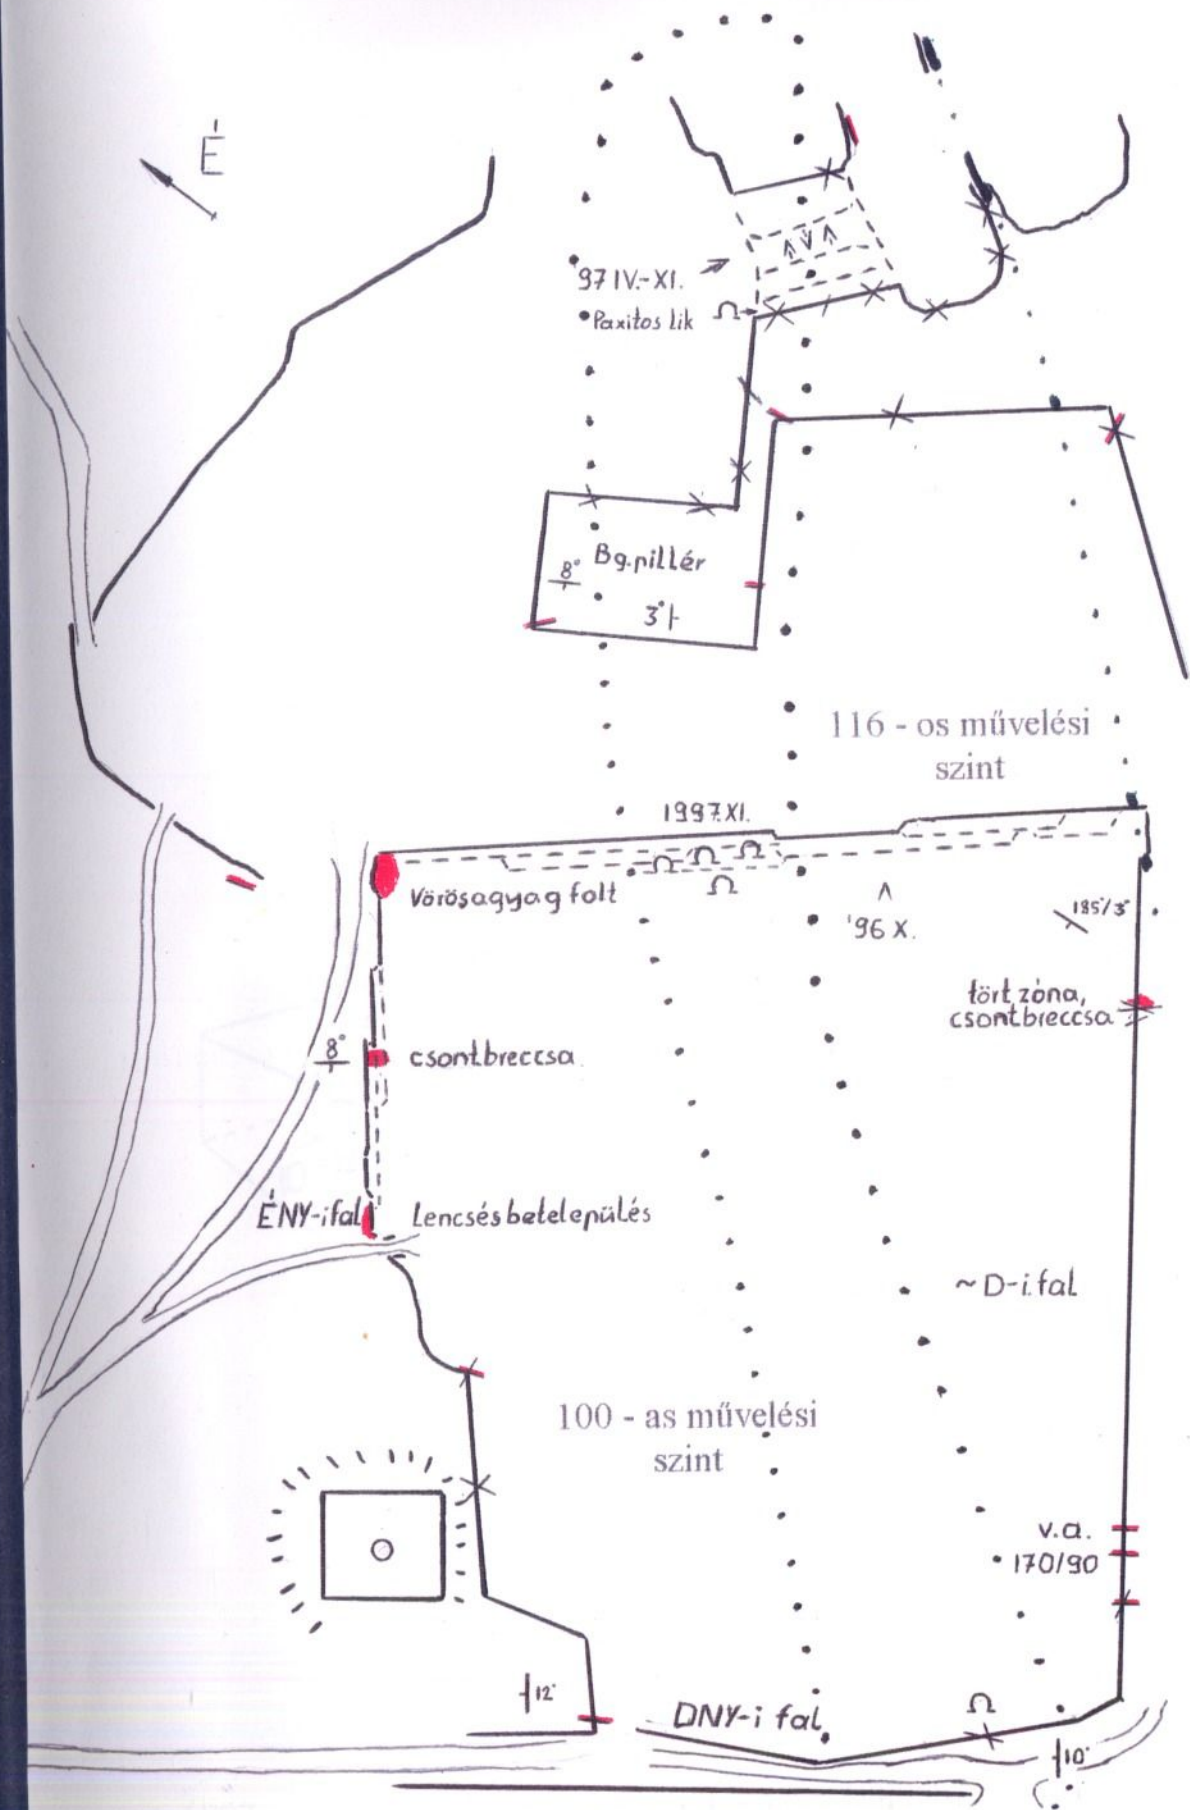 É
97 IV.-XI.
Paxitos lik Ω
Bg.pillér
8°
3°
116 - os művelési
szint
1997.XI.
Ω Ω Ω
Ω
Vörösagyag folt
'96 X.
185°/3°
tört zóna,
csontbreccsa
8°
csontbreccsa
ÉNY-i fal
Lencsés betelepülés
~ D-i. fal
100 - as művelési
szint
v.a.
170/90
12°
DNY-i fal
Ω
10°